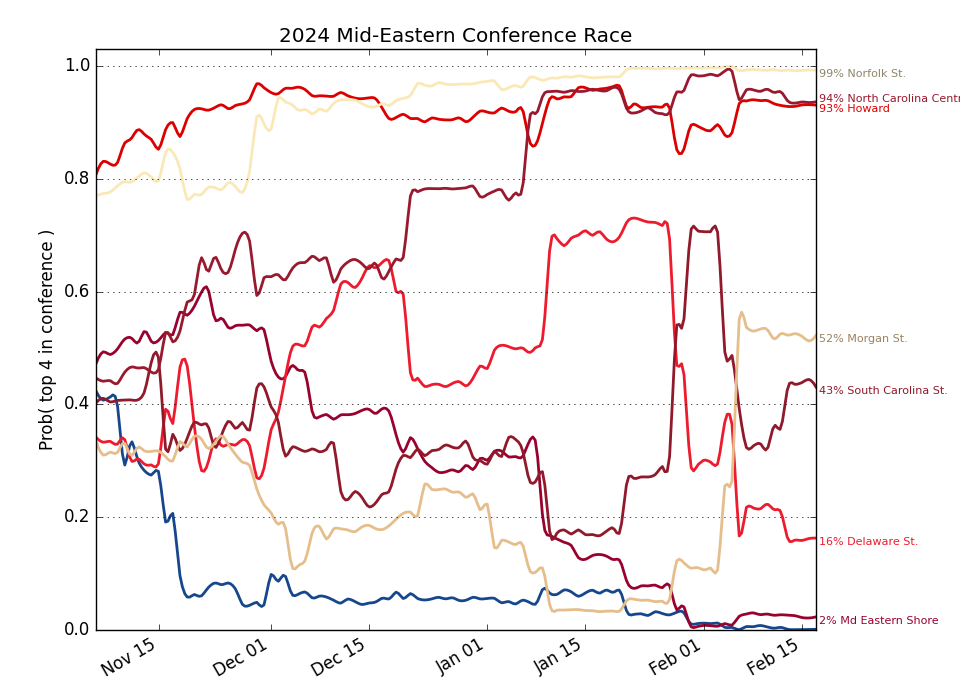 2024 Mid-Eastern Conference Race
1.0
0.8
0.6
0.4
0.2
0.0
Prob( top 4 in conference )
99% Norfolk St.
94% North Carolina Centr
93% Howard
52% Morgan St.
43% South Carolina St.
16% Delaware St.
2% Md Eastern Shore
Nov 15
Dec 01
Dec 15
Jan 01
Jan 15
Feb 01
Feb 15